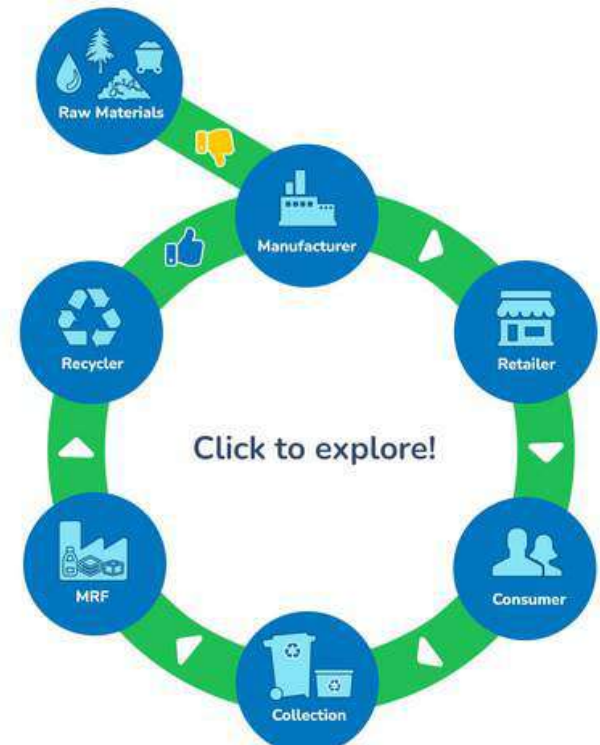 Raw Materials
Manufacturer
Recycler
Retailer
Click to explore!
MRF
Consumer
Collection